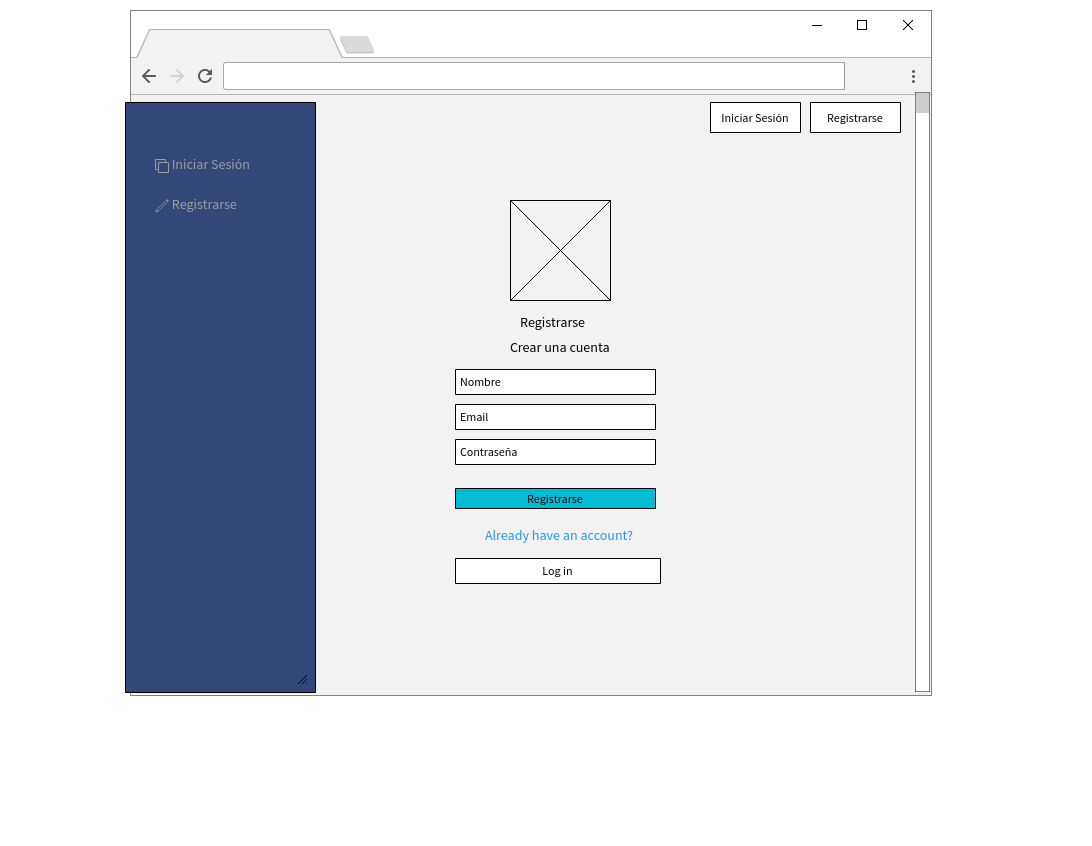 Iniciar Sesión
Registrarse
Iniciar Sesión
Registrarse
Registrarse
Crear una cuenta
Nombre
Email
Contraseña
Registrarse
Already have an account?
Log in